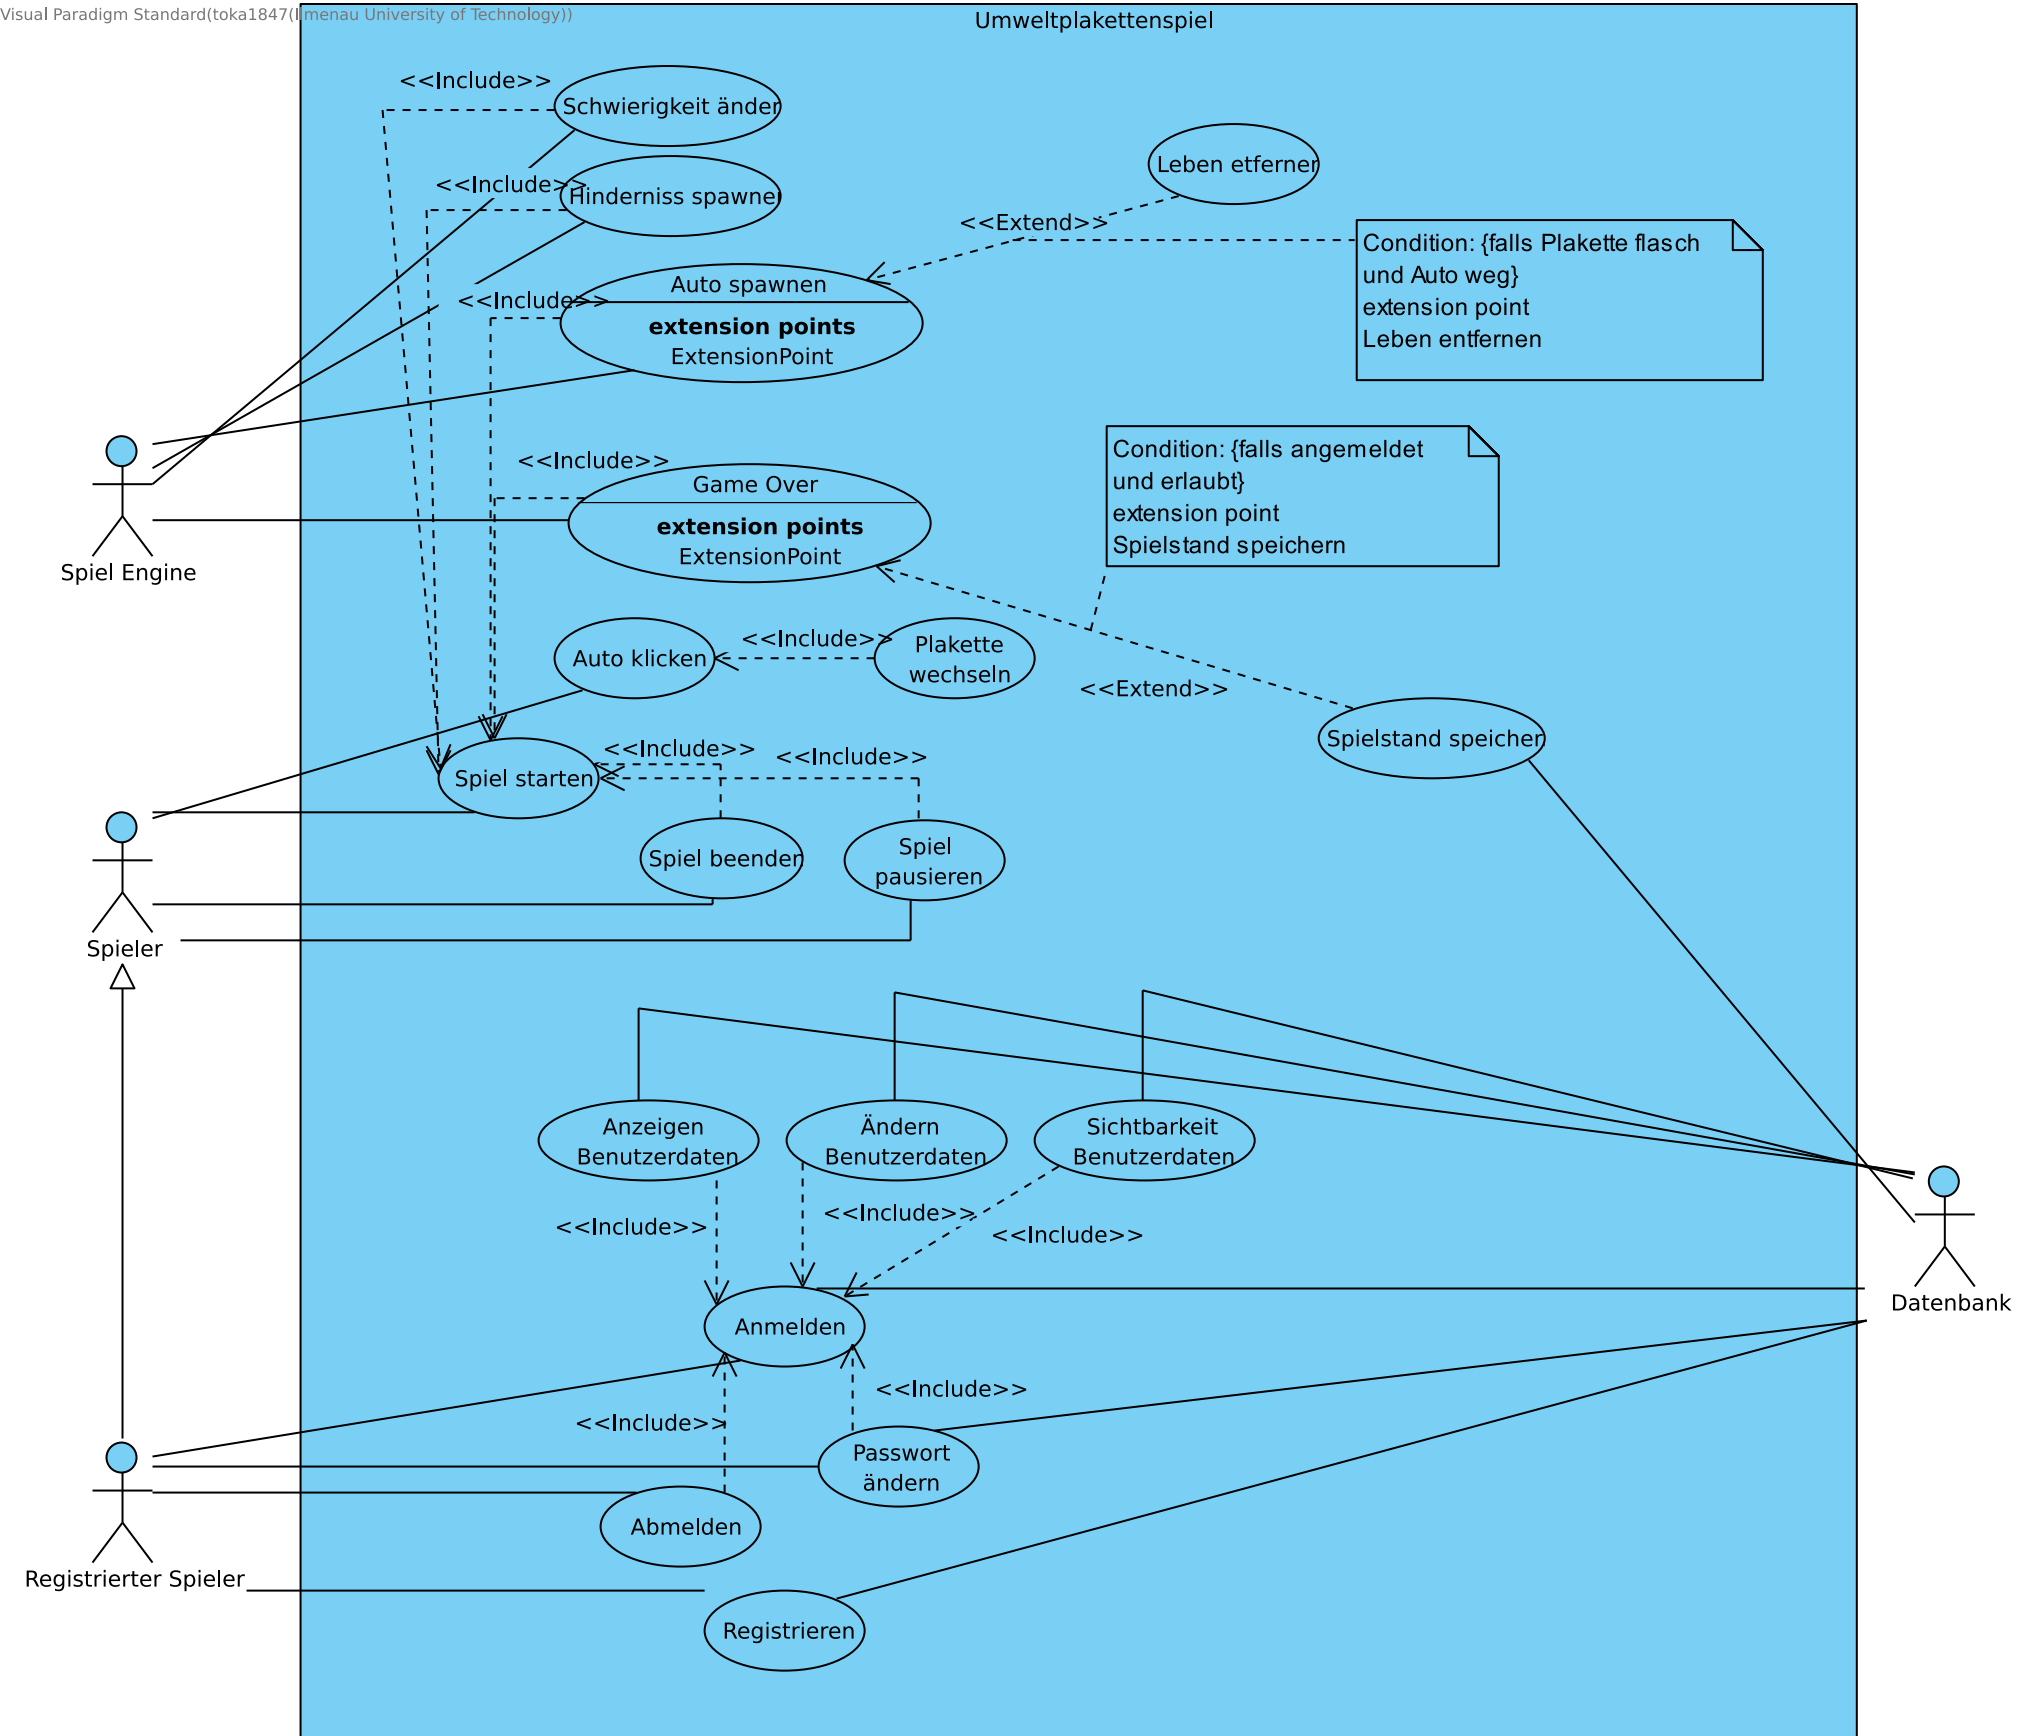 Visual Paradigm Standard(toka1847(Ilmenau University of Technology))
Umweltplakettenspiel
<<Include>>
Schwierigkeit änder
<<Include>>
Hinderniss spawner
Leben etferner
<<Extend>>
Condition: {falls Plakette flasch
und Auto weg}
extension point
Leben entfernen
<<Include>>
Auto spawnen
extension points
ExtensionPoint
<<Include>>
Game Over
extension points
ExtensionPoint
Condition: {falls angemeldet
und erlaubt}
extension point
Spielstand speichern
Spiel Engine
Auto klicken
<<Include>>
Plakette
wechseln
<<Extend>>
Spielstand speicher
Spiel starten
<<Include>>
<<Include>>
Spiel beender
Spiel
pausieren
Spieler
Anzeigen
Benutzerdaten
Ändern
Benutzerdaten
Sichtbarkeit
Benutzerdaten
<<Include>>
<<Include>>
<<Include>>
Anmelden
Datenbank
<<Include>>
<<Include>>
Passwort
ändern
Abmelden
Registrierter Spieler
Registrieren